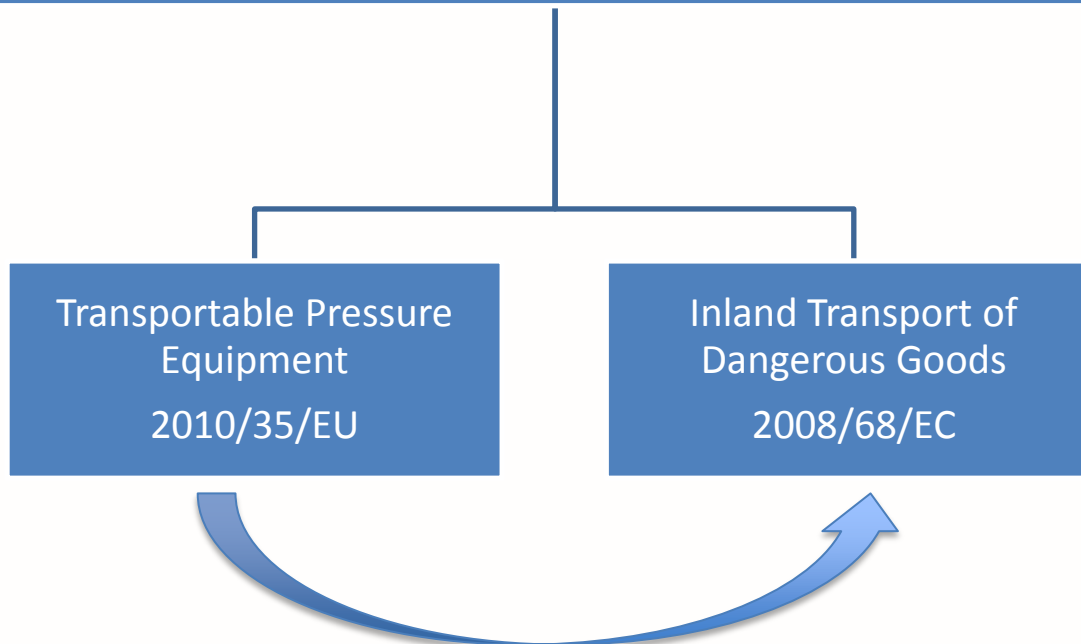 Transportable Pressure
Equipment
2010/35/EU
Inland Transport of
Dangerous Goods
2008/68/EC